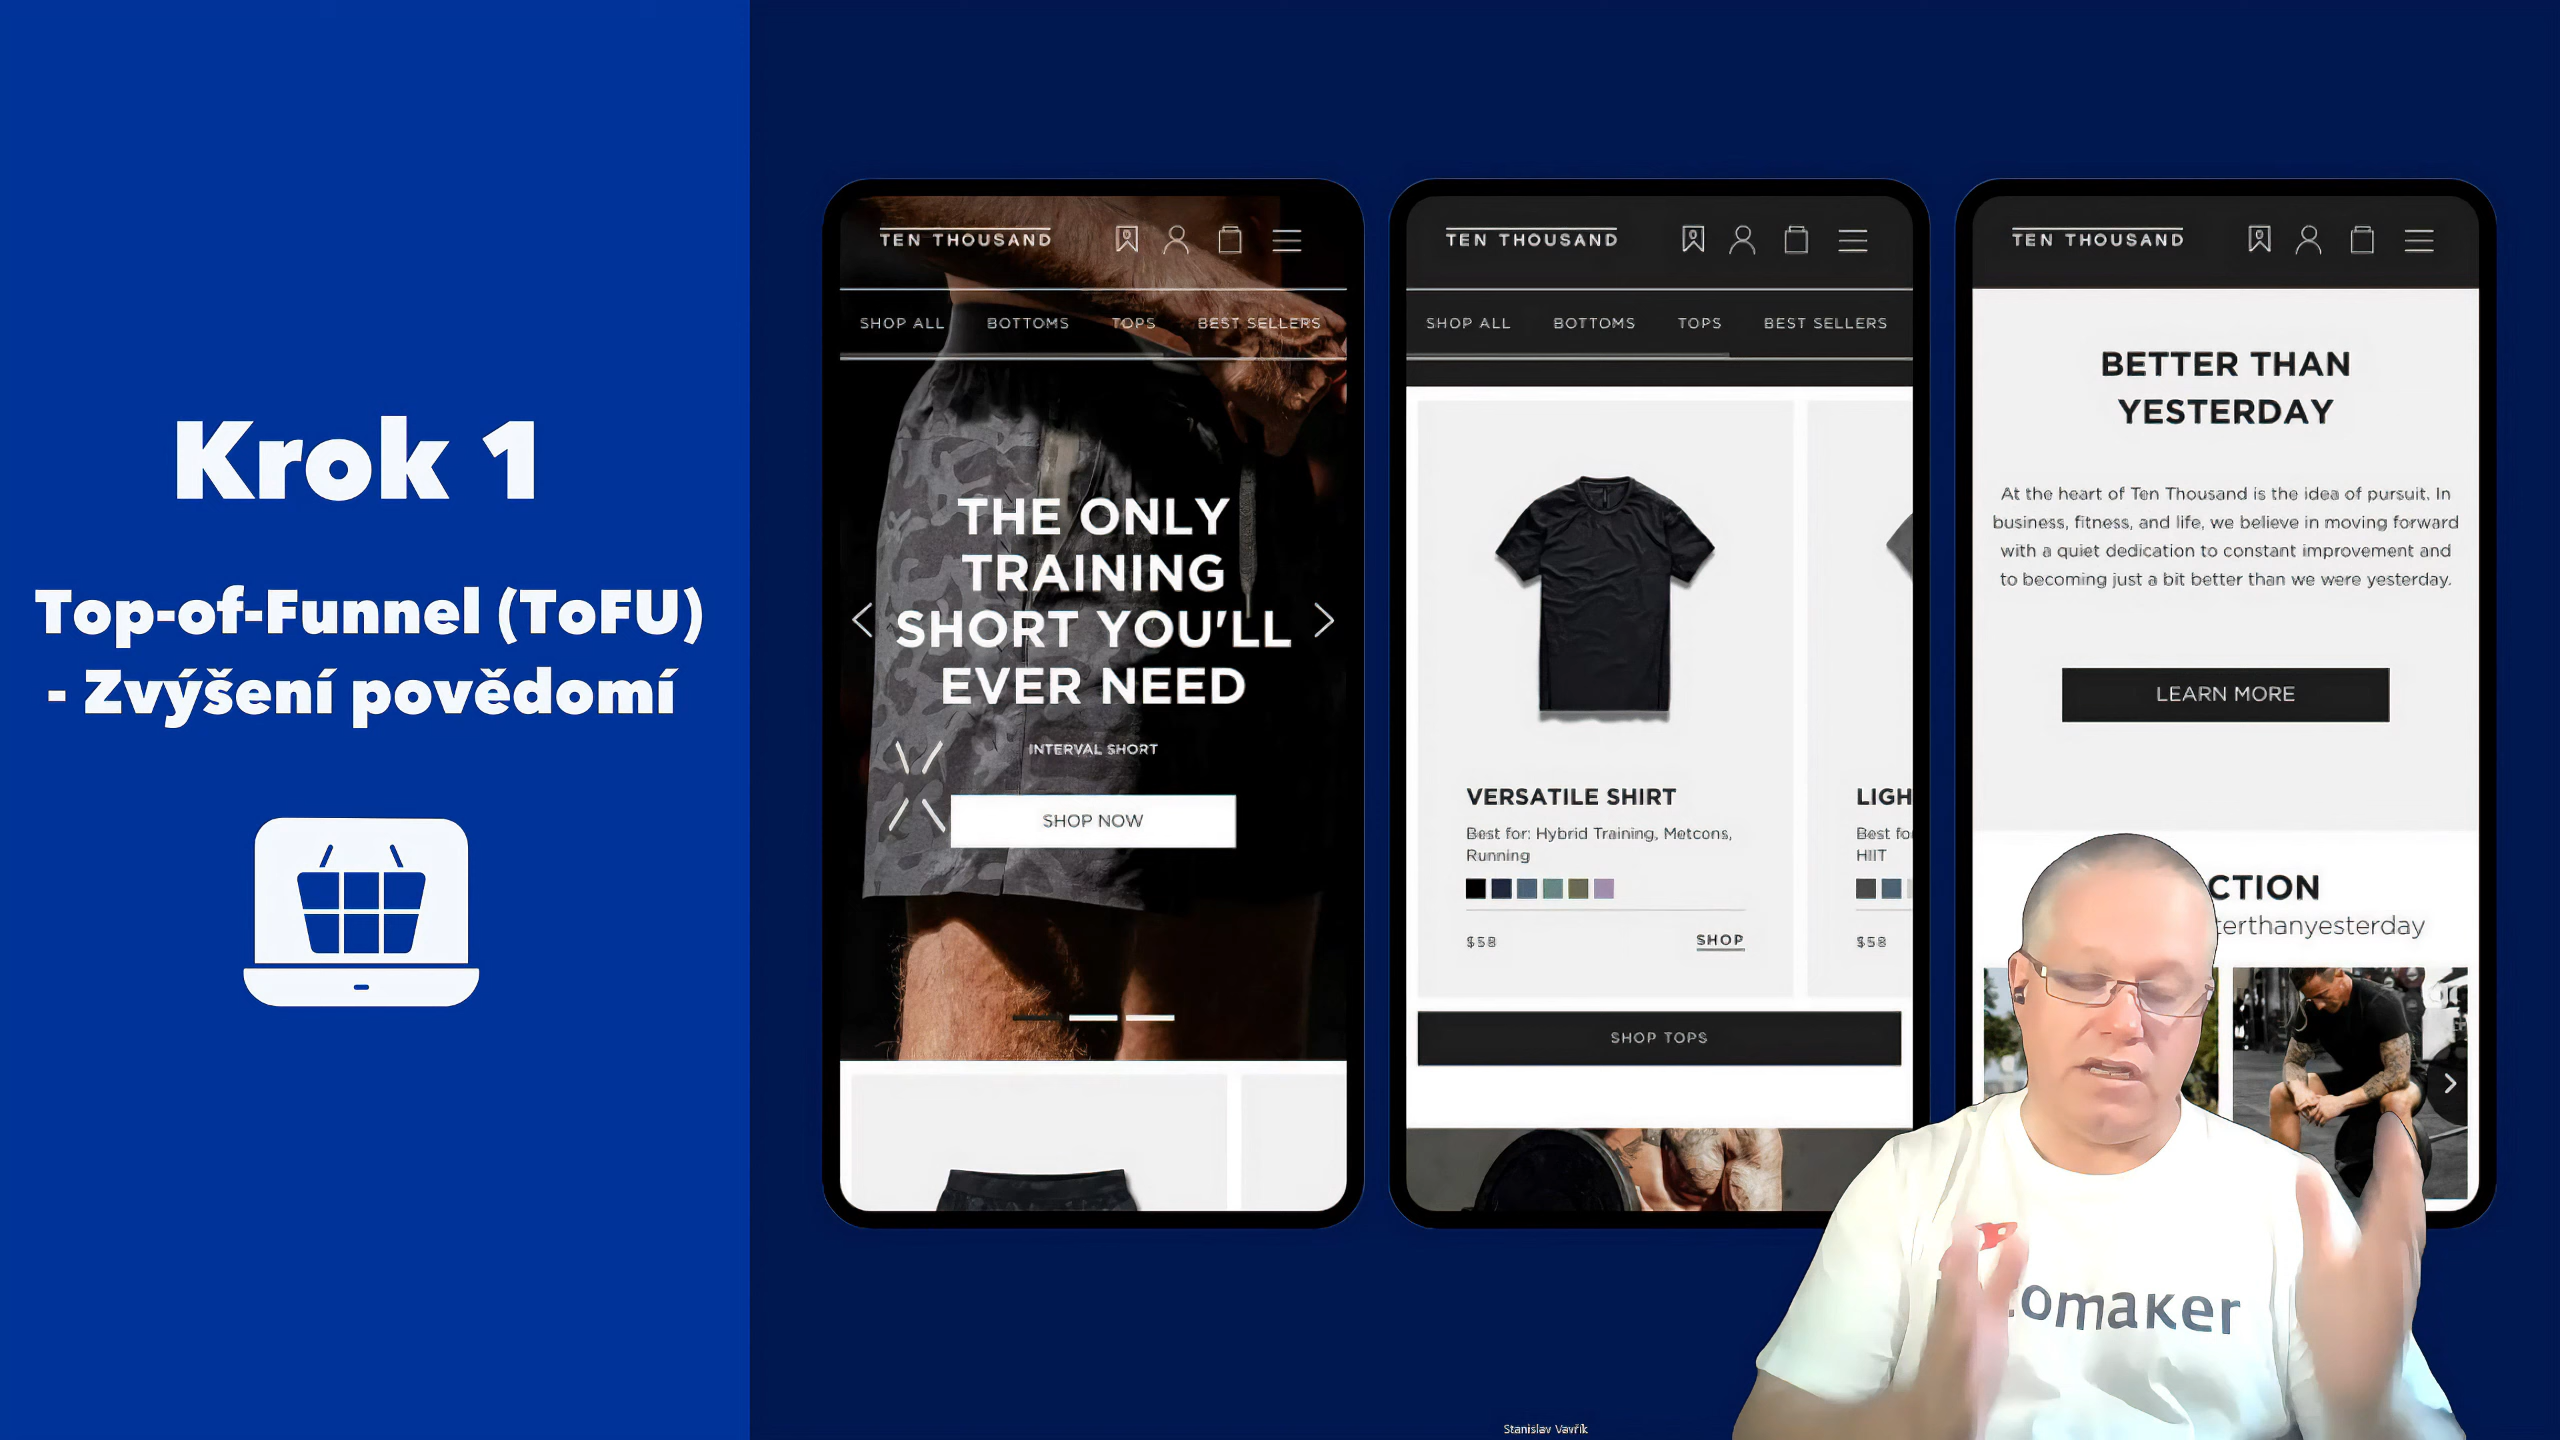 Krok 1
Top-of-Funnel (ToFU)
- Zvýšení povědomí
TEN THOUSAND
SHOP ALL BOTTOMS TOPS BEST SELLERS
THE ONLY
TRAINING
SHORT YOU'LL
EVER NEED
INTERVAL SHORT
SHOP NOW
TEN THOUSAND
SHOP ALL BOTTOMS TOPS BEST SELLERS
VERSATILE SHIRT
Best for: Hybrid Training, Metcons,
Running
$58 SHOP
LIGH
Best fo
HIIT
$58
SHOP TOPS
TEN THOUSAND
BETTER THAN
YESTERDAY
At the heart of Ten Thousand is the idea of pursuit. In
business, fitness, and life, we believe in moving forward
with a quiet dedication to constant improvement and
to becoming just a bit better than we were yesterday.
LEARN MORE
CTION
terthanyesterday
omaker
Stanislav Vavřík